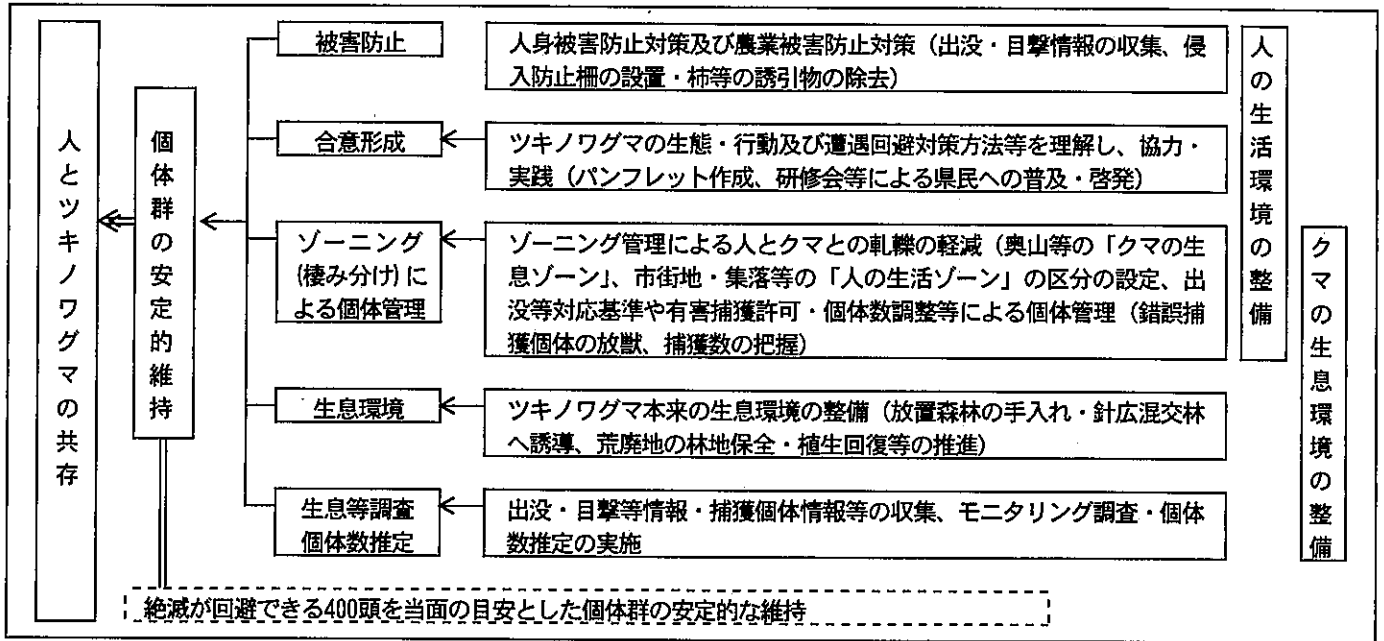 人とツキノワグマの共存
個体群の安定的維持
被害防止
人身被害防止対策及び農業被害防止対策（出没・目撃情報の収集、侵
入防止柵の設置・柿等の誘引物の除去）
合意形成
ツキノワグマの生態・行動及び遭遇回避対策方法等を理解し、協力・
実践（パンフレット作成、研修会等による県民への普及・啓発）
ゾーニング
(棲み分け)に
よる個体管理
ゾーニング管理による人とクマとの軋轢の軽減（奥山等の「クマの生
息ゾーン」、市街地・集落等の「人の生活ゾーン」の区分の設定、出
没等対応基準や有害捕獲許可・個体数調整等による個体管理（錯誤捕
獲個体の放獣、捕獲数の把握）
生息環境
ツキノワグマ本来の生息環境の整備（放置森林の手入れ・針広混交林
へ誘導、荒廃地の林地保全・植生回復等の推進）
生息等調査
個体数推定
出没・目撃等情報・捕獲個体情報等の収集、モニタリング調査・個体
数推定の実施
人の生活環境の整備
クマの生息環境の整備
絶滅が回避できる400頭を当面の目安とした個体群の安定的な維持